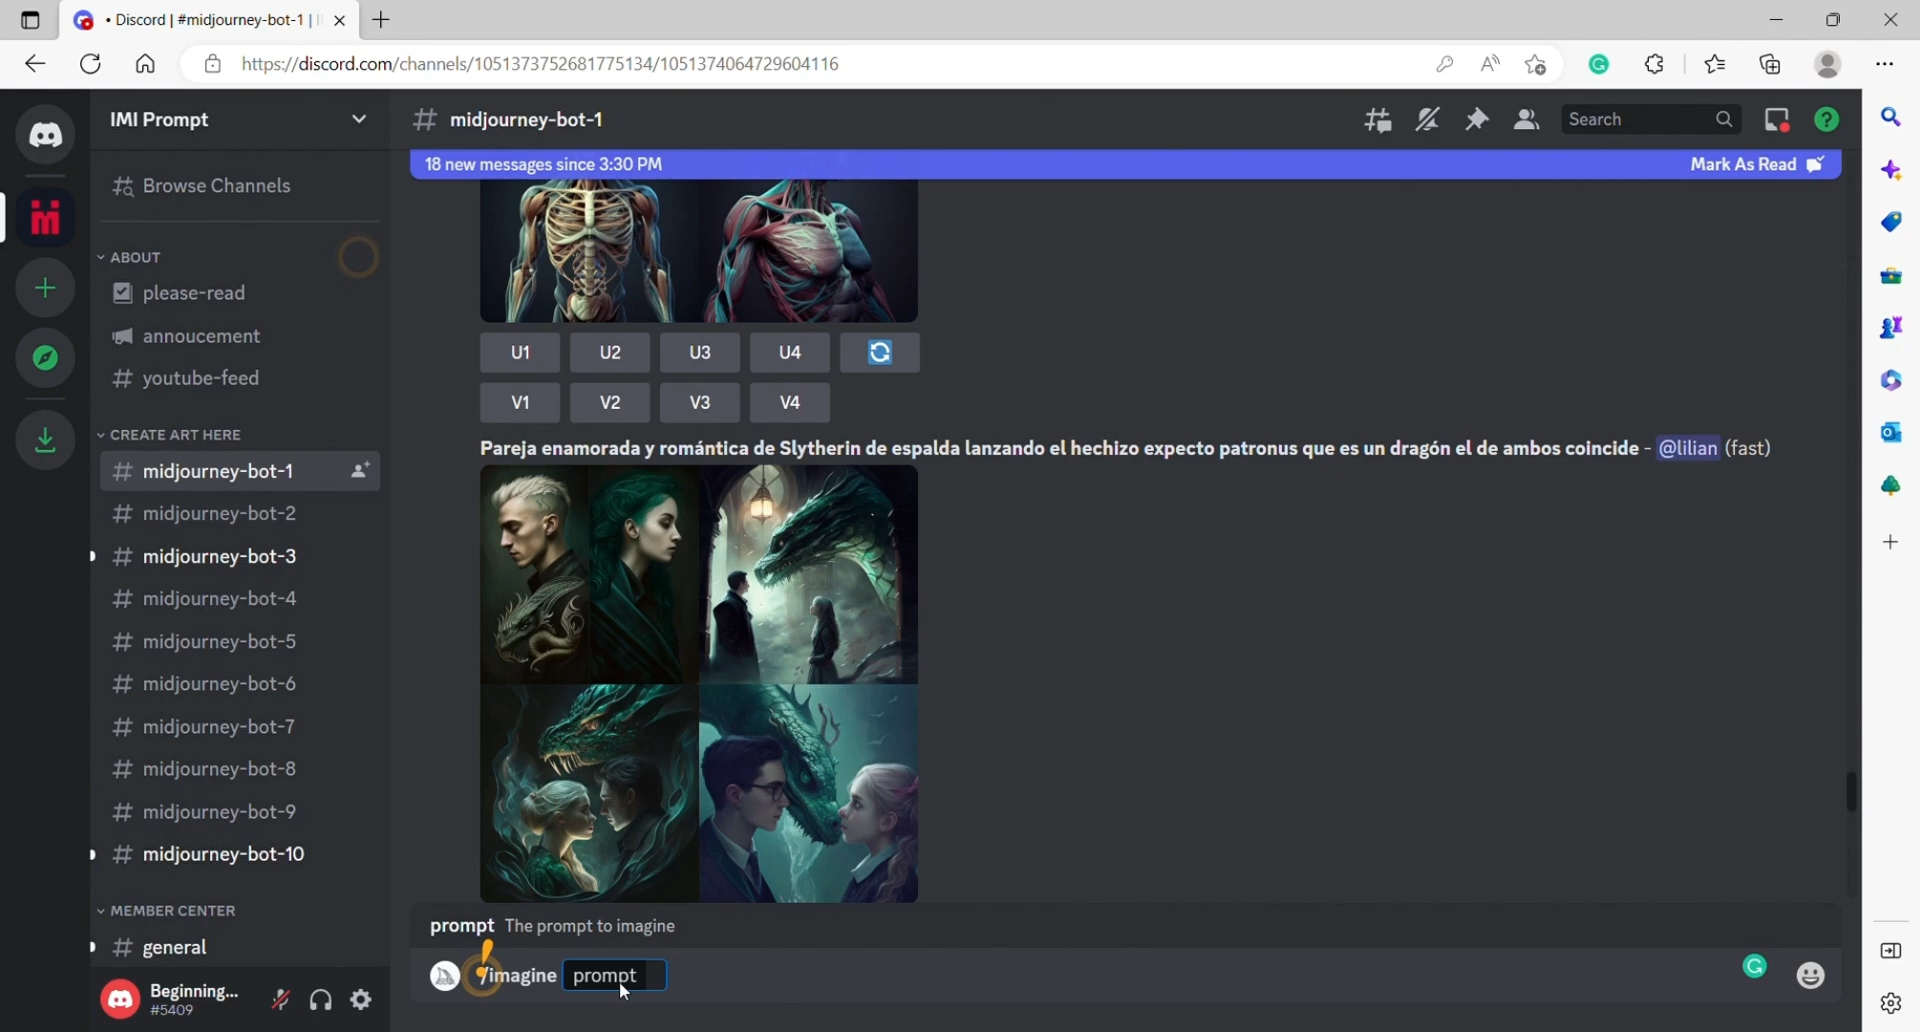 • Discord | #midjourney-bot-1 |
https://discord.com/channels/1051373752681775134/1051374064729604116
IMI Prompt
midjourney-bot-1
Search
18 new messages since 3:30 PM
Mark As Read
Browse Channels
ABOUT
please-read
annoucement
youtube-feed
CREATE ART HERE
midjourney-bot-1
midjourney-bot-2
midjourney-bot-3
midjourney-bot-4
midjourney-bot-5
midjourney-bot-6
midjourney-bot-7
midjourney-bot-8
midjourney-bot-9
midjourney-bot-10
MEMBER CENTER
general
Beginning...
#5409
U1 U2 U3 U4
V1 V2 V3 V4
Pareja enamorada y romántica de Slytherin de espalda lanzando el hechizo expecto patronus que es un dragón el de ambos coincide - @lilian (fast)
prompt The prompt to imagine
/imagine prompt